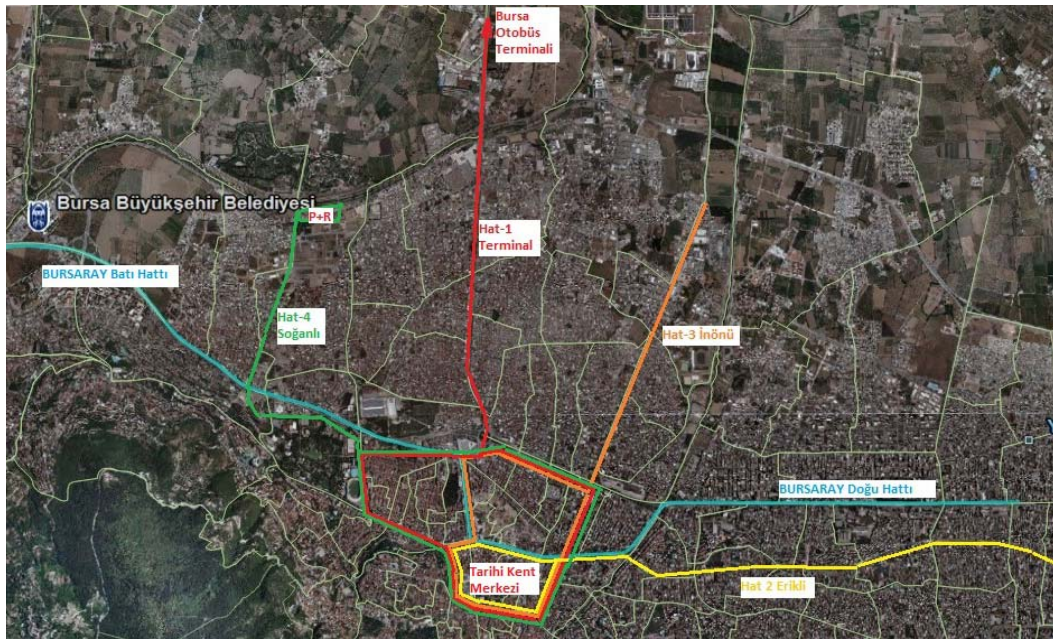 Bursa
Otobüs
Terminali
Bursa Büyükşehir Belediyesi
P+R
Hat-1
Terminal
BURSARAY Batı Hattı
Hat-4
Soğanlı
Hat-3 İnönü
BURSARAY Doğu Hattı
Tarihi Kent
Merkezi
Hat 2 Erikli